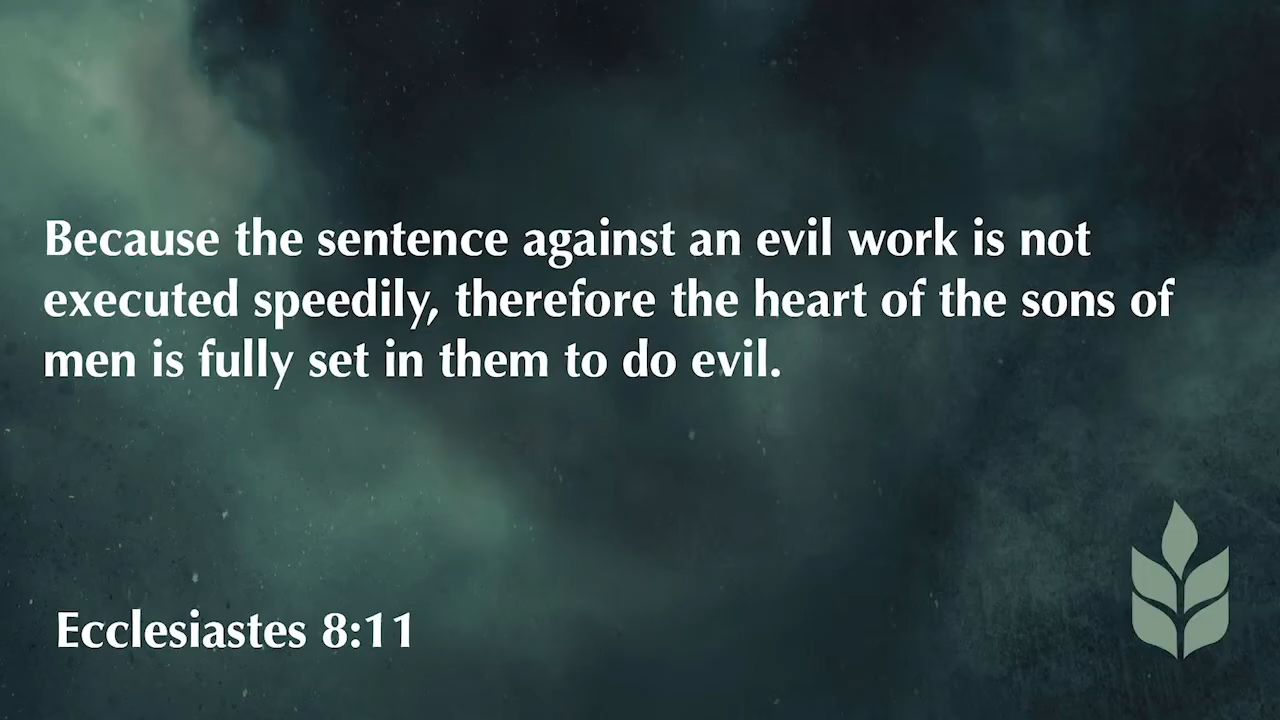 Because the sentence against an evil work is not
executed speedily, therefore the heart of the sons of
men is fully set in them to do evil.
Ecclesiastes 8:11